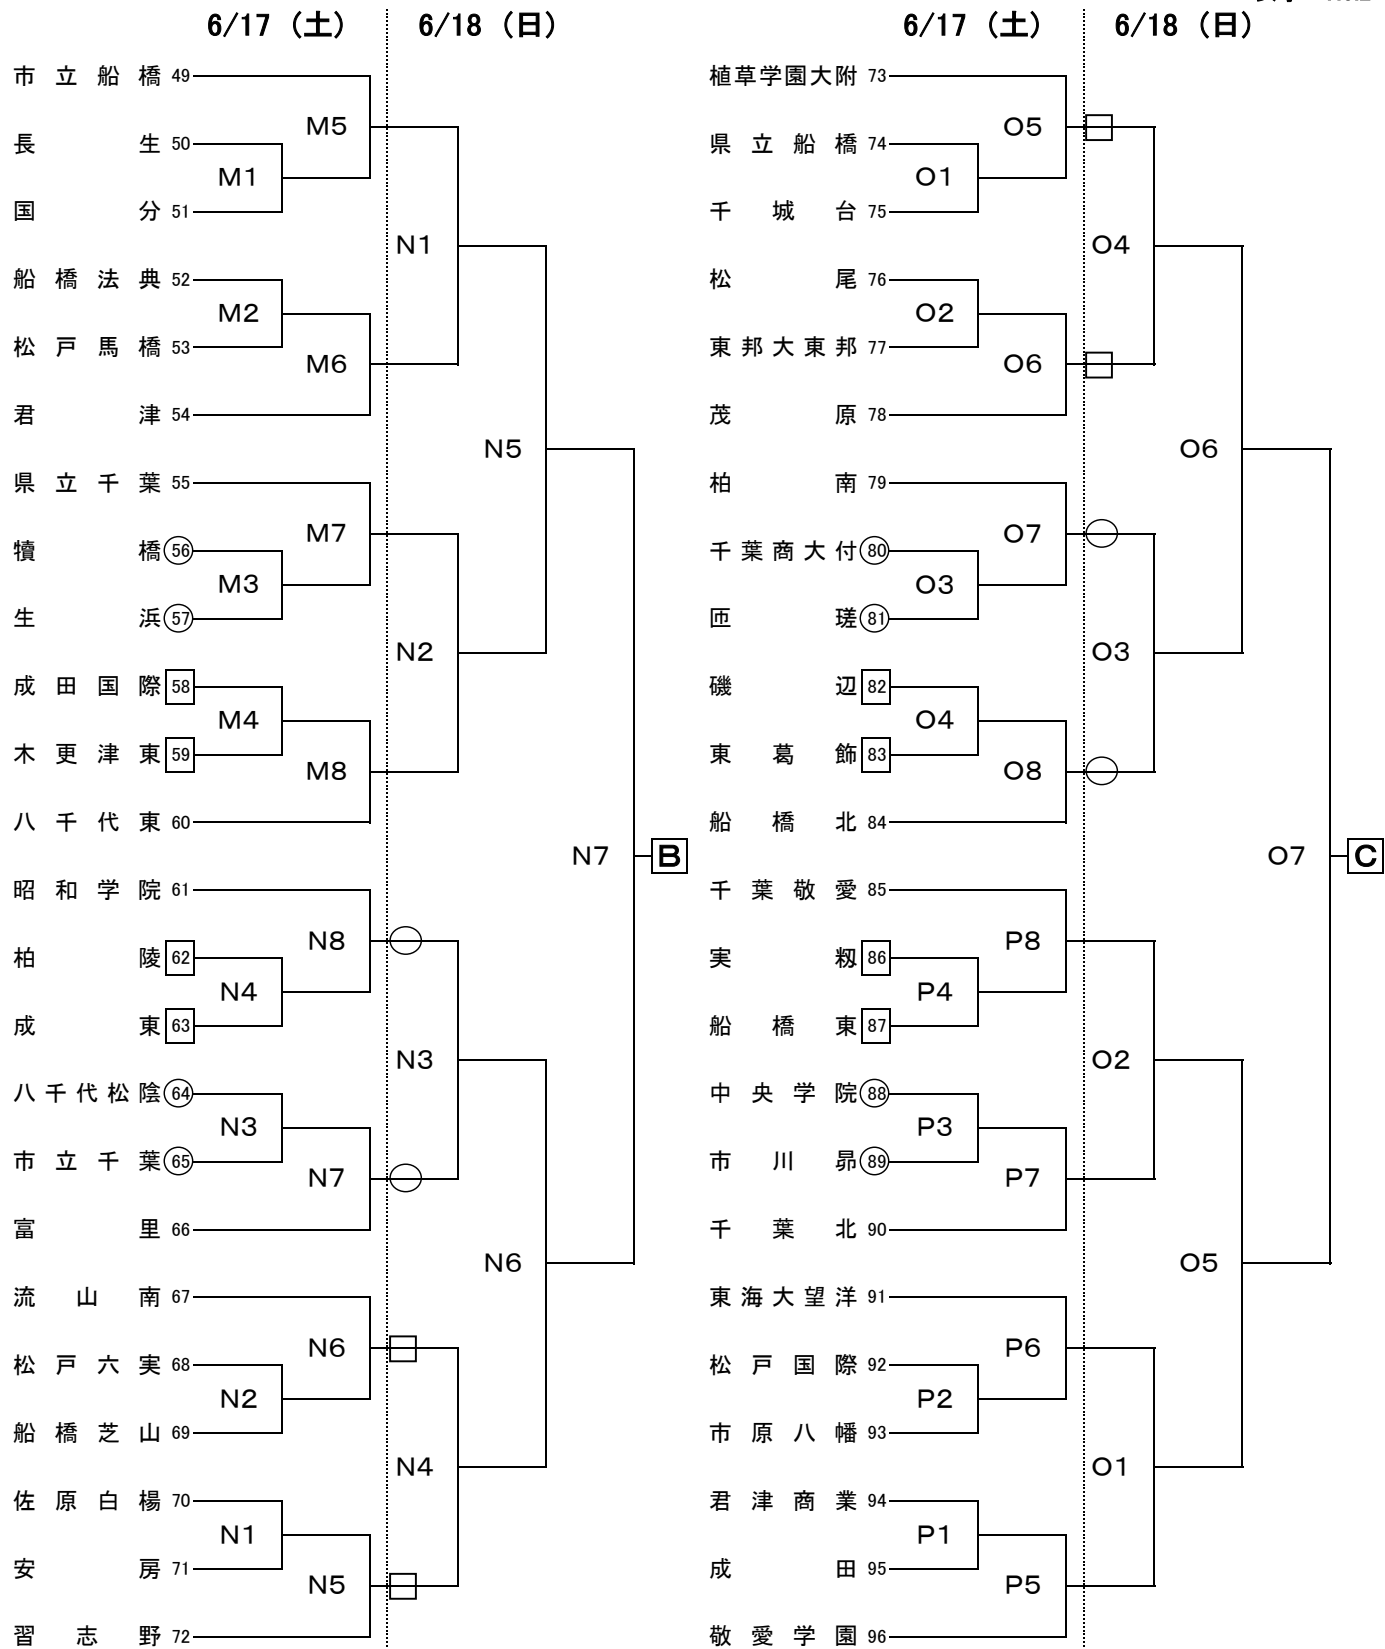 6/17（土） 6/18（日）
市立船橋 49
M5
長生 50
M1
国分 51
N1
船橋法典 52
M2
松戸馬橋 53
M6
君津 54
N5
県立千葉 55
M7
犢橋 56
M3
生浜 57
N2
成田国際 58
M4
木更津東 59
M8
八千代東 60
N7 B
昭和学院 61
N8
柏陵 62
N4
成東 63
N3
八千代松陰 64
N3
市立千葉 65
N7
富里 66
N6
流山南 67
N6
松戸六実 68
N2
船橋芝山 69
N4
佐原白楊 70
N1
安房 71
N5
習志野 72
6/17（土） 6/18（日）
植草学園大附 73
O5
県立船橋 74
O1
千城台 75
O4
松尾 76
O2
東邦大東邦 77
O6
茂原 78
O6
柏南 79
O7
千葉商大付 80
O3
匝瑳 81
O3
磯辺 82
O4
東葛飾 83
O8
船橋北 84
O7 C
千葉敬愛 85
P8
実籾 86
P4
船橋東 87
O2
中央学院 88
P3
市川昴 89
P7
千葉北 90
O5
東海大望洋 91
P6
松戸国際 92
P2
市原八幡 93
O1
君津商業 94
P1
成田 95
P5
敬愛学園 96